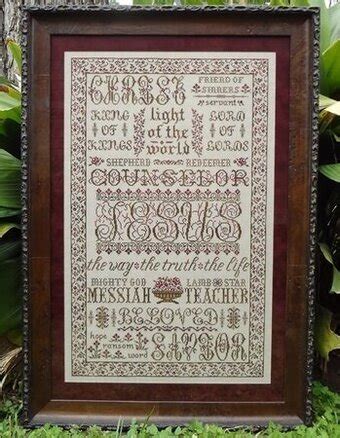 CHRIST
FRIEND OF
SINNERS
servant
KING
OF
KINGS
light
of the
world
LORD
OF
LORDS
SHEPHERD REDEEMER
COUNSELLOR
JESUS
the way · the truth · the life
MIGHTY GOD
LAMB STAR
MESSIAH TEACHER
BELOVED
hope
ransom
word
SAVIOR